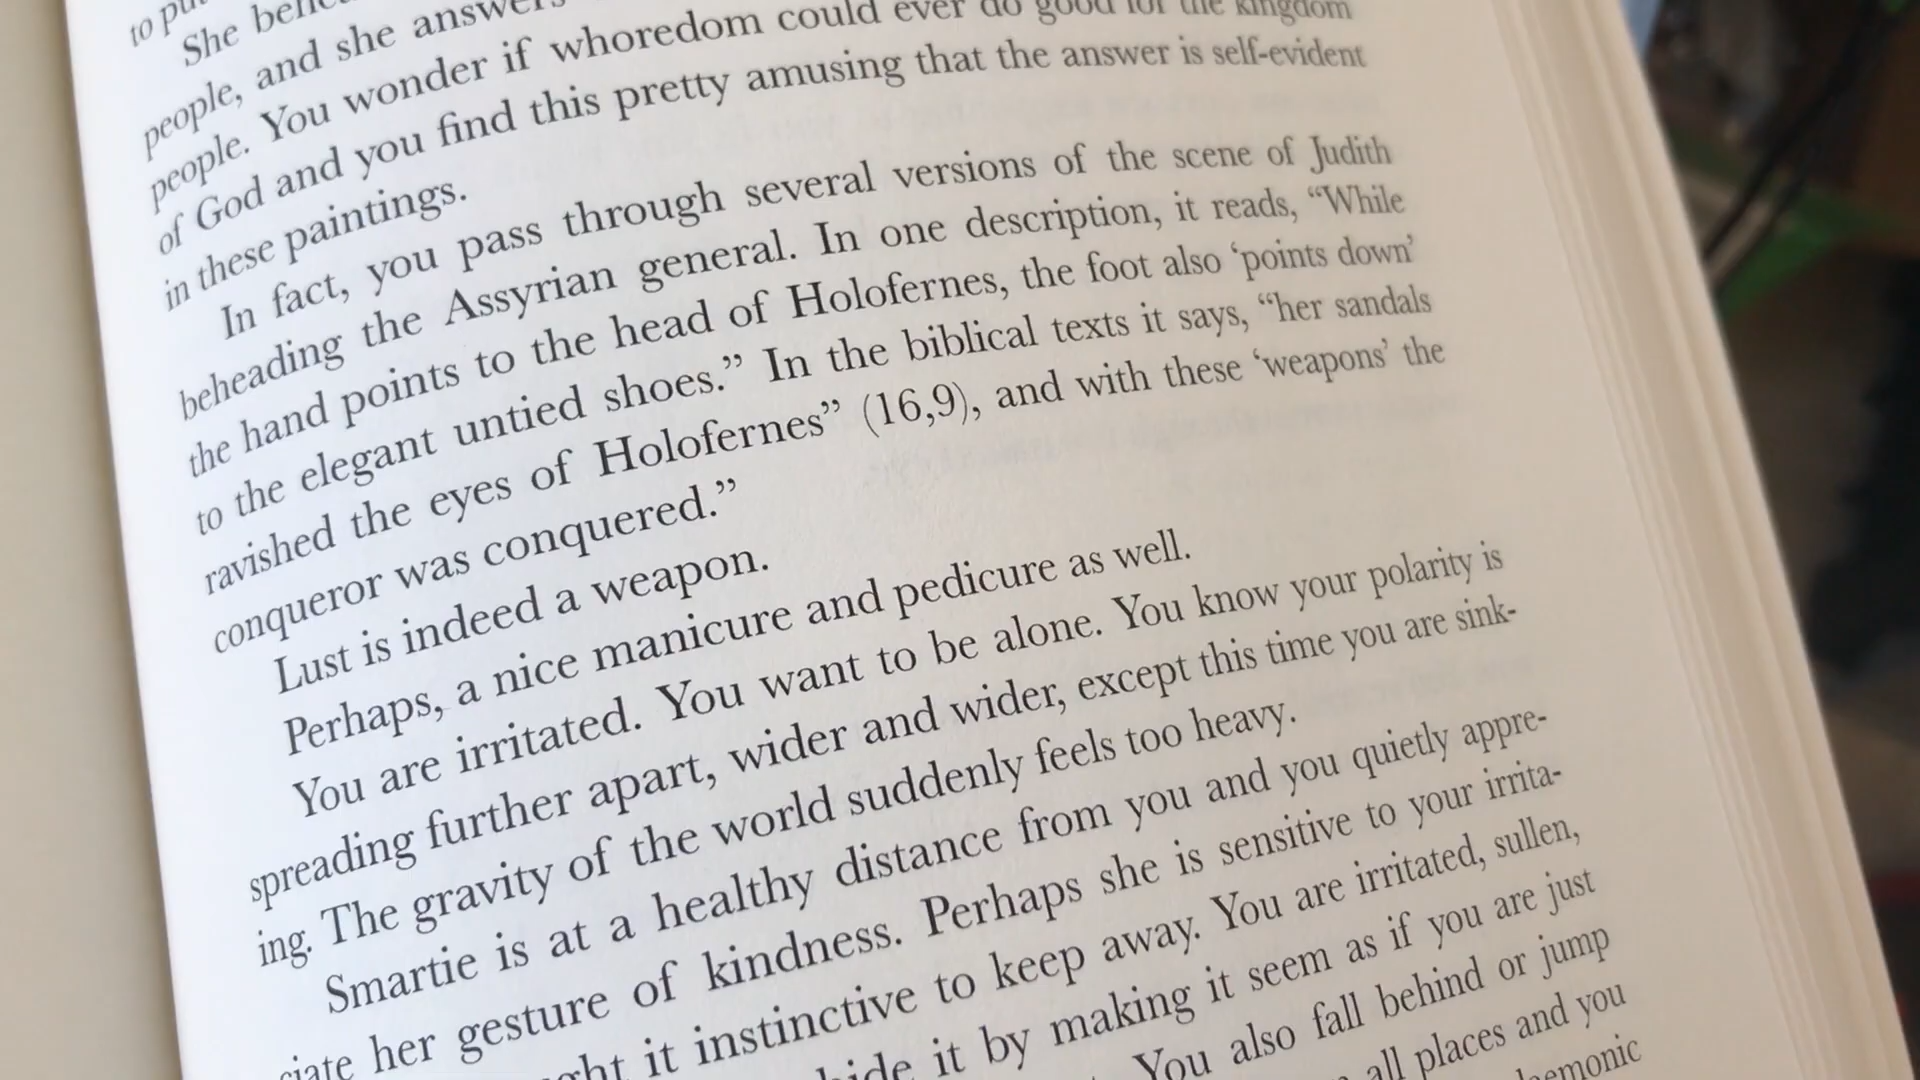 to pu
She belie
people, and she answers
people. You wonder if whoredom could ever do good for the kingdom
of God and you find this pretty amusing that the answer is self-evident
in these paintings.
In fact, you pass through several versions of the scene of Judith
beheading the Assyrian general. In one description, it reads, “While
the hand points to the head of Holofernes, the foot also ‘points down’
to the elegant untied shoes.” In the biblical texts it says, “her sandals
ravished the eyes of Holofernes” (16,9), and with these ‘weapons’ the
conqueror was conquered.”
Lust is indeed a weapon.
Perhaps, a nice manicure and pedicure as well.
You are irritated. You want to be alone. You know your polarity is
spreading further apart, wider and wider, except this time you are sink-
ing. The gravity of the world suddenly feels too heavy.
Smartie is at a healthy distance from you and you quietly appre-
ciate her gesture of kindness. Perhaps she is sensitive to your irrita-
it instinctive to keep away. You are irritated, sullen,
it by making it seem as if you are just
You also fall behind or jump
all places and you